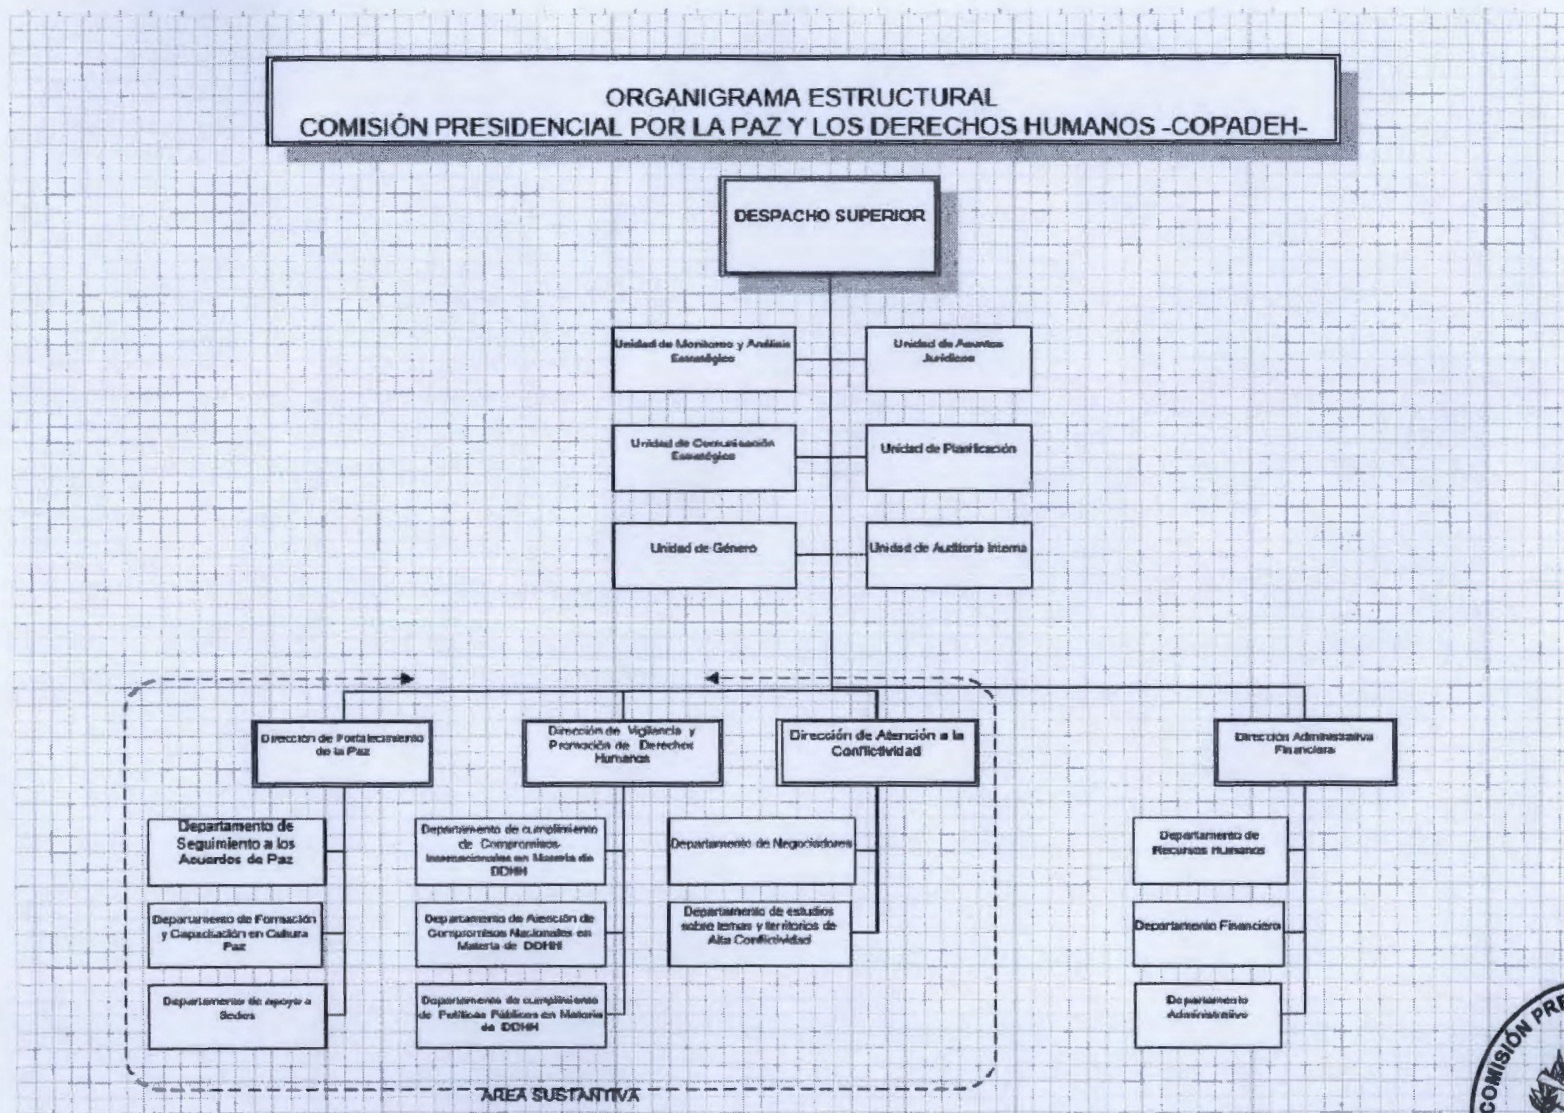 ORGANIGRAMA ESTRUCTURAL
COMISIÓN PRESIDENCIAL POR LA PAZ Y LOS DERECHOS HUMANOS -COPADEH-
DESPACHO SUPERIOR
Unidad de Monitoreo y Análisis
Estratégico
Unidad de Asuntos
Jurídicos
Unidad de Comunicación
Estratégica
Unidad de Planificación
Unidad de Género
Unidad de Auditoría Interna
Dirección de Fortalecimiento
de la Paz
Dirección de Vigilancia y
Promoción de Derechos
Humanos
Dirección de Atención a la
Conflictividad
Dirección Administrativa
Financiera
Departamento de
Seguimiento a los
Acuerdos de Paz
Departamento de cumplimiento
de Compromisos
Internacionales en Materia de
DDHH
Departamento de Negociadores
Departamento de
Recursos Humanos
Departamento de Formación
y Capacitación en Cultura
Paz
Departamento de Atención de
Compromisos Nacionales en
Materia de DDHH
Departamento de estudios
sobre temas y territorios de
Alta Conflictividad
Departamento Financiero
Departamento de apoyo a
Sedes
Departamento de cumplimiento
de Políticas Públicas en Materia
de DDHH
Departamento
Administrativo
AREA SUSTANTIVA
COMISIÓN PRE